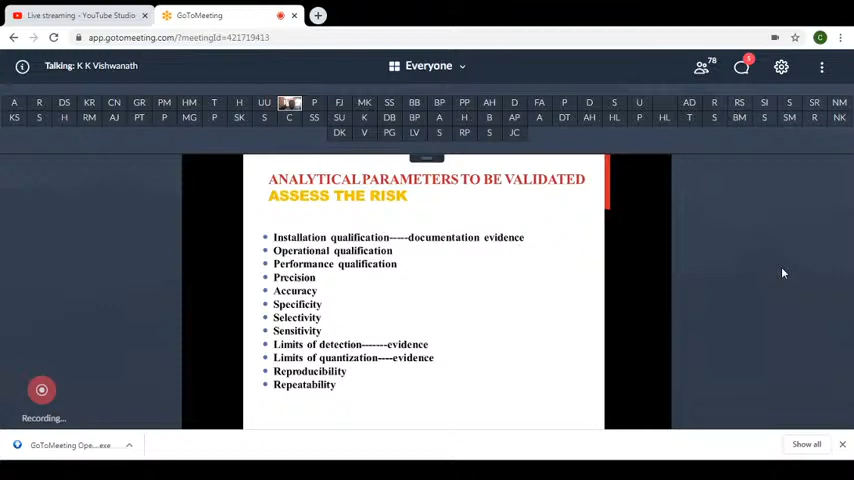 Live streaming - YouTube Studio
GoToMeeting
app.gotomeeting.com/?meetingId=421719413
C
Talking: K K Vishwanath
Everyone
78
5
A R DS KR CN GR PM HM T H UU P FJ MK SS BB BP PP AH D FA P D S U AD R RS SI S SR NM
KS S H RM AJ PT P MG P SK S C SS SU K DB BP A H B AP A DT AH HL P HL T R BM S SM R NK
DK V PG LV S RP S JC
ANALYTICAL PARAMETERS TO BE VALIDATED
ASSESS THE RISK
• Installation qualification-----documentation evidence
• Operational qualification
• Performance qualification
• Precision
• Accuracy
• Specificity
• Selectivity
• Sensitivity
• Limits of detection-------evidence
• Limits of quantization----evidence
• Reproducibility
• Repeatability
Recording...
GoToMeeting Ope....exe
Show all